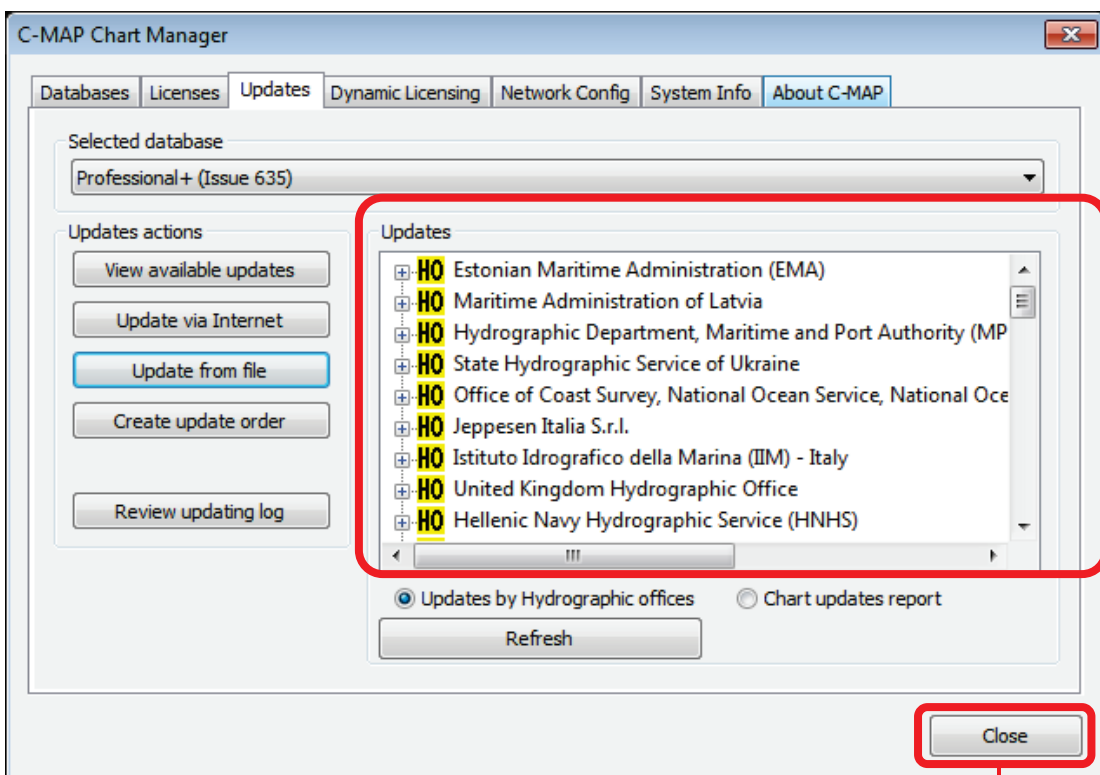 C-MAP Chart Manager
Databases Licenses Updates Dynamic Licensing Network Config System Info About C-MAP
Selected database
Professional+ (Issue 635)
Updates actions
View available updates
Update via Internet
Update from file
Create update order
Review updating log
Updates
HO Estonian Maritime Administration (EMA)
HO Maritime Administration of Latvia
HO Hydrographic Department, Maritime and Port Authority (MP
HO State Hydrographic Service of Ukraine
HO Office of Coast Survey, National Ocean Service, National Oce
HO Jeppesen Italia S.r.l.
HO Istituto Idrografico della Marina (IIM) - Italy
HO United Kingdom Hydrographic Office
HO Hellenic Navy Hydrographic Service (HNHS)
Updates by Hydrographic offices Chart updates report
Refresh
Close